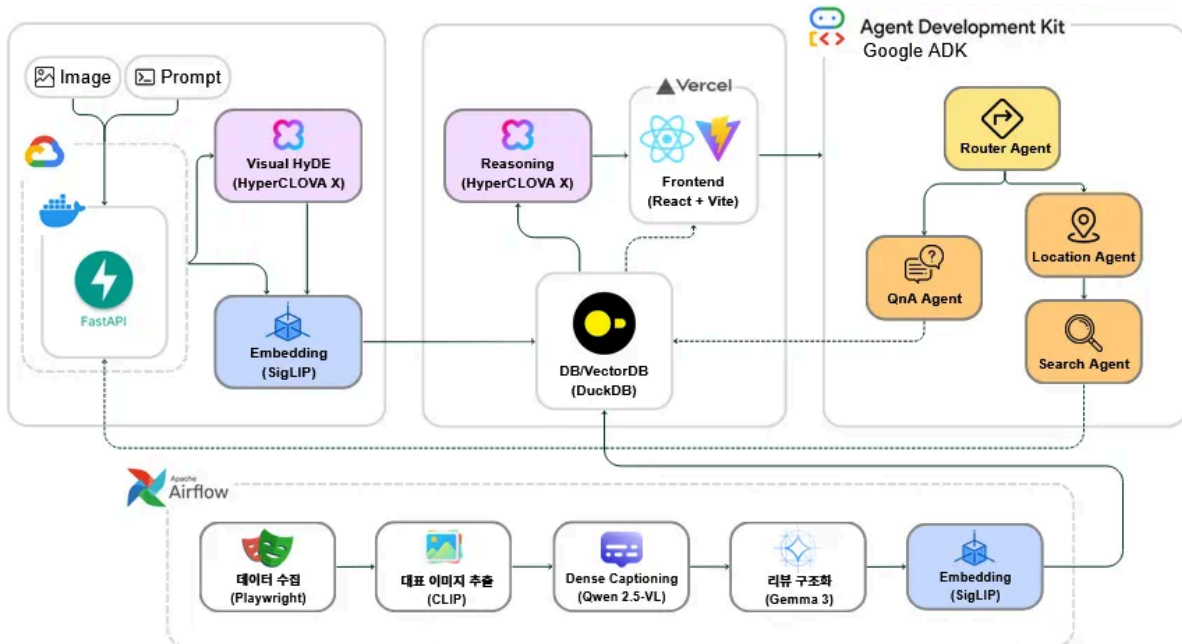 Image
Prompt
Visual HyDE
(HyperCLOVA X)
FastAPI
Embedding
(SigLIP)
Reasoning
(HyperCLOVA X)
Vercel
Frontend
(React + Vite)
DB/VectorDB
(DuckDB)
Agent Development Kit
Google ADK
Router Agent
QnA Agent
Location Agent
Search Agent
Apache
Airflow
데이터 수집
(Playwright)
대표 이미지 추출
(CLIP)
Dense Captioning
(Qwen 2.5-VL)
리뷰 구조화
(Gemma 3)
Embedding
(SigLIP)